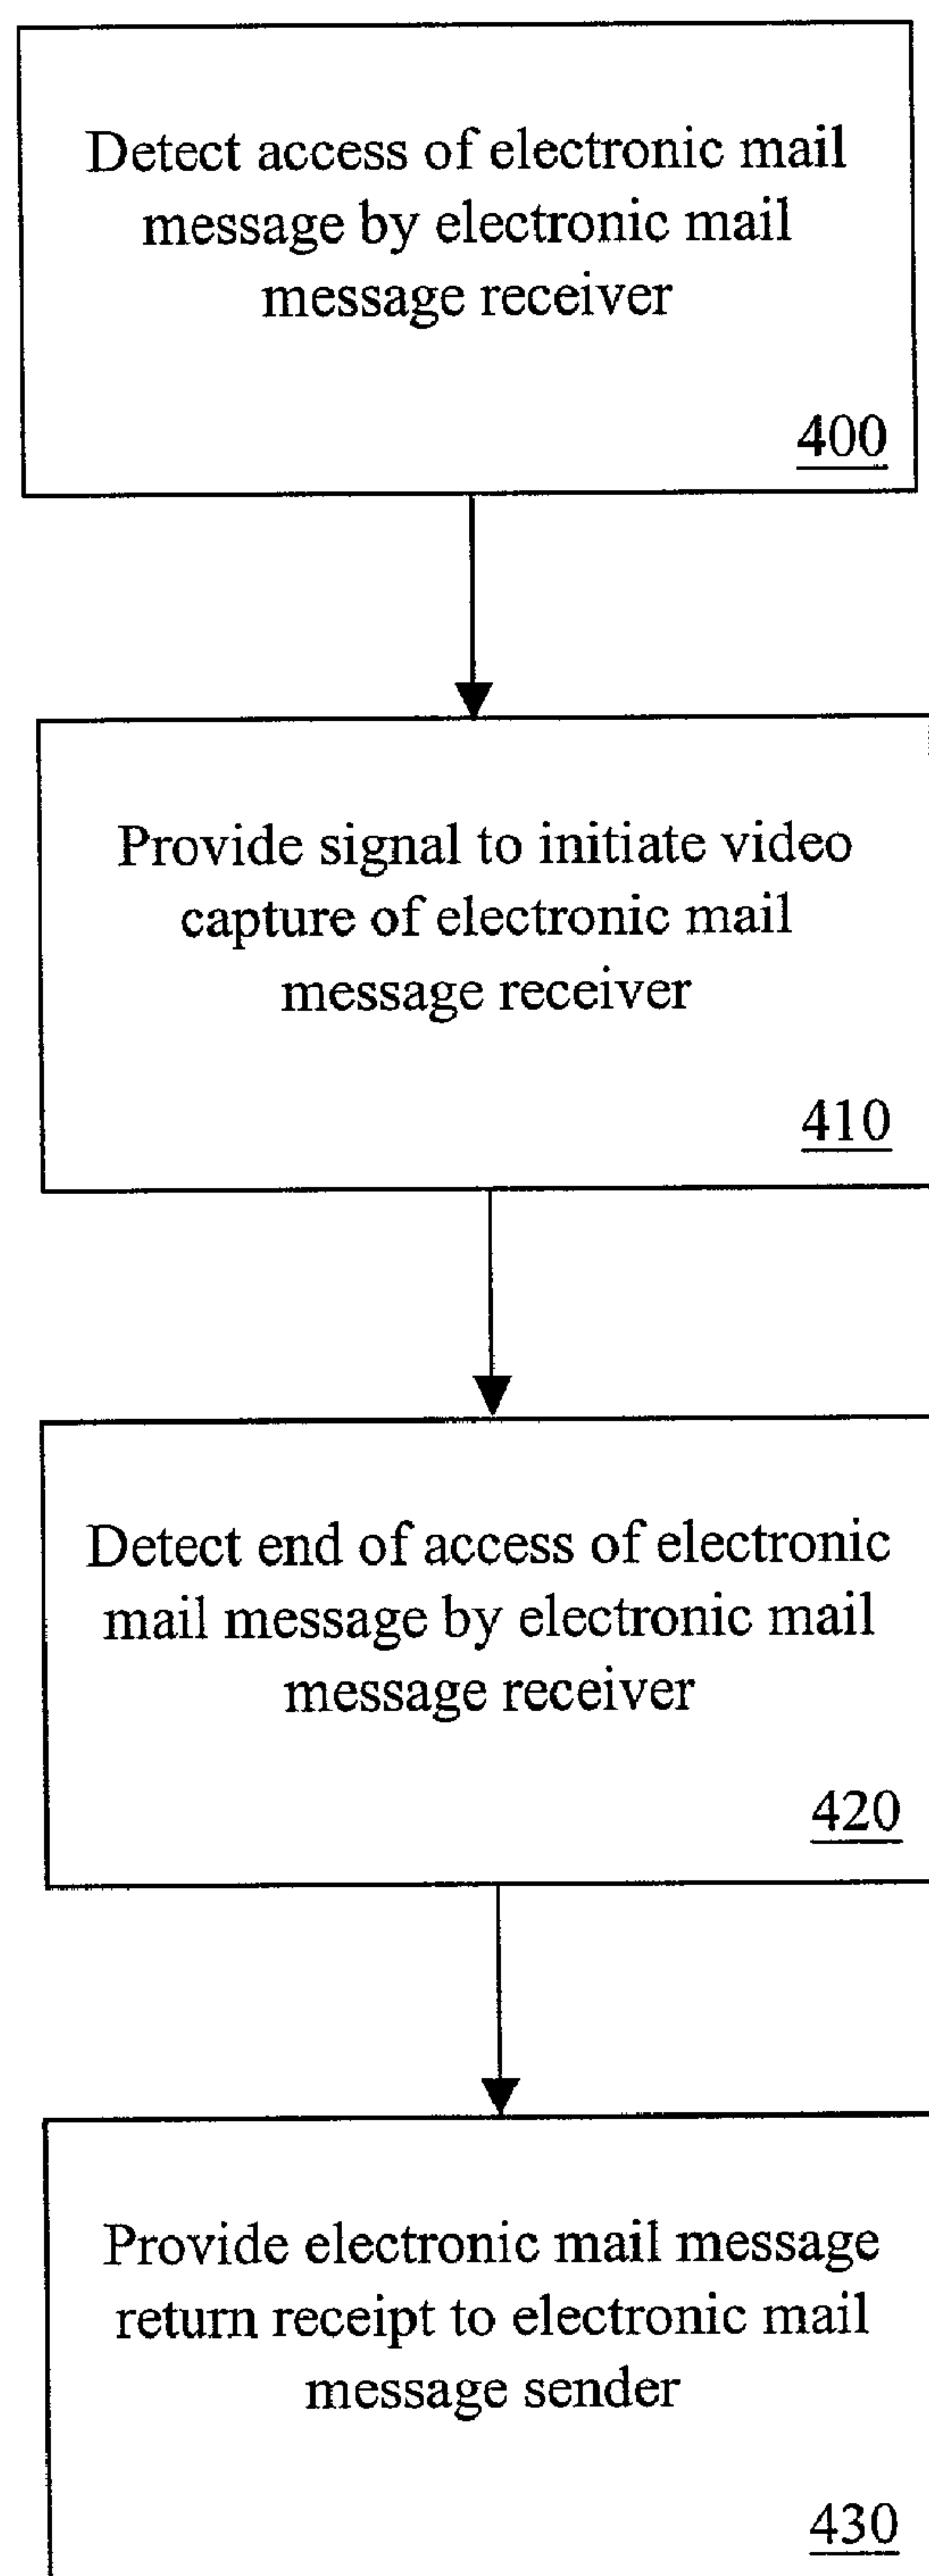 Detect access of electronic mail
message by electronic mail
message receiver
400
Provide signal to initiate video
capture of electronic mail
message receiver
410
Detect end of access of electronic
mail message by electronic mail
message receiver
420
Provide electronic mail message
return receipt to electronic mail
message sender
430